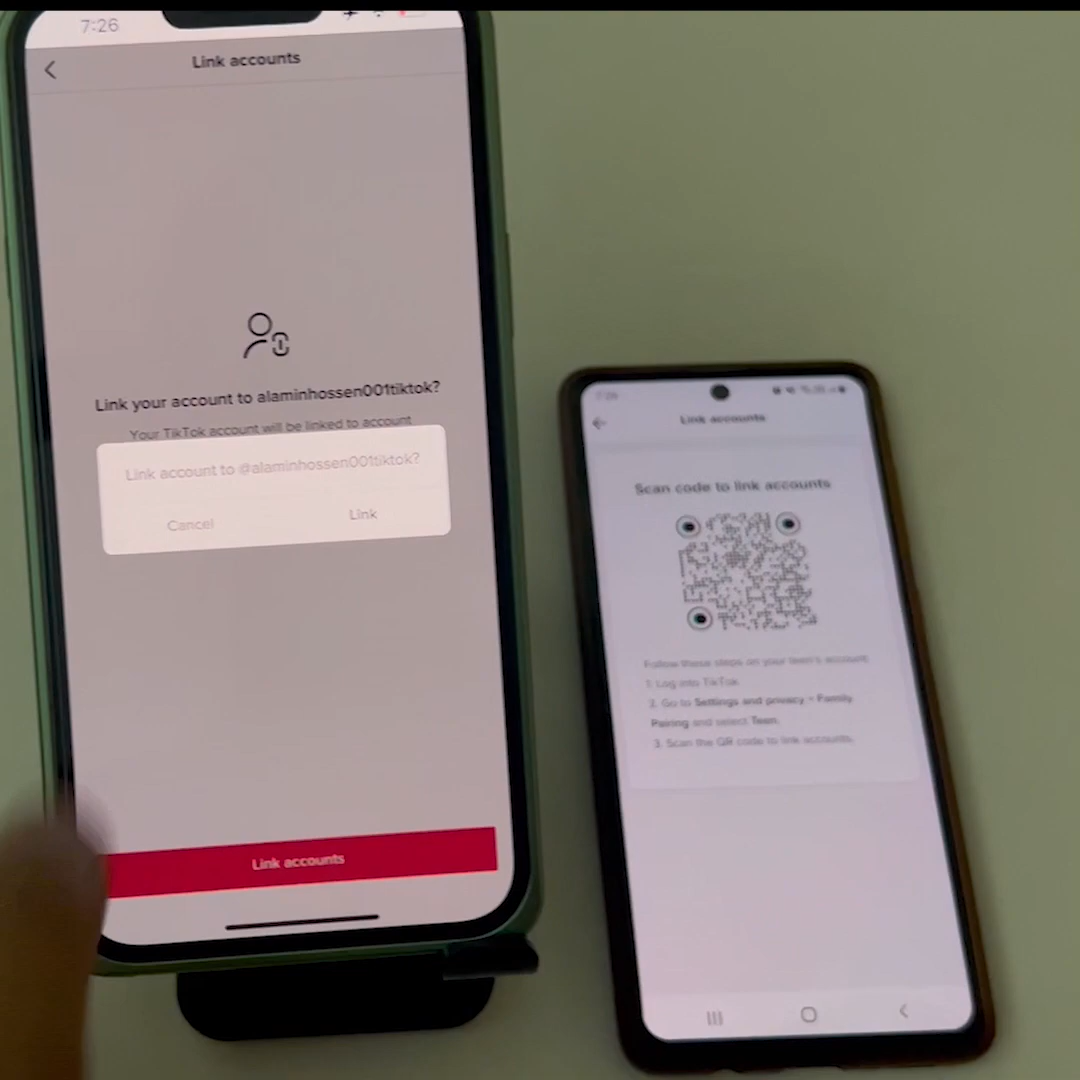 7:26
Link accounts
Link your account to alaminhossen001tiktok?
Your TikTok account will be linked to account
Link account to @alaminhossen001tiktok?
Cancel
Link
Link accounts
7:26
Link accounts
Scan code to link accounts
Follow these steps on your teen's account:
1. Log into TikTok.
2. Go to Settings and privacy > Family
Pairing and select Teen.
3. Scan the QR code to link accounts.